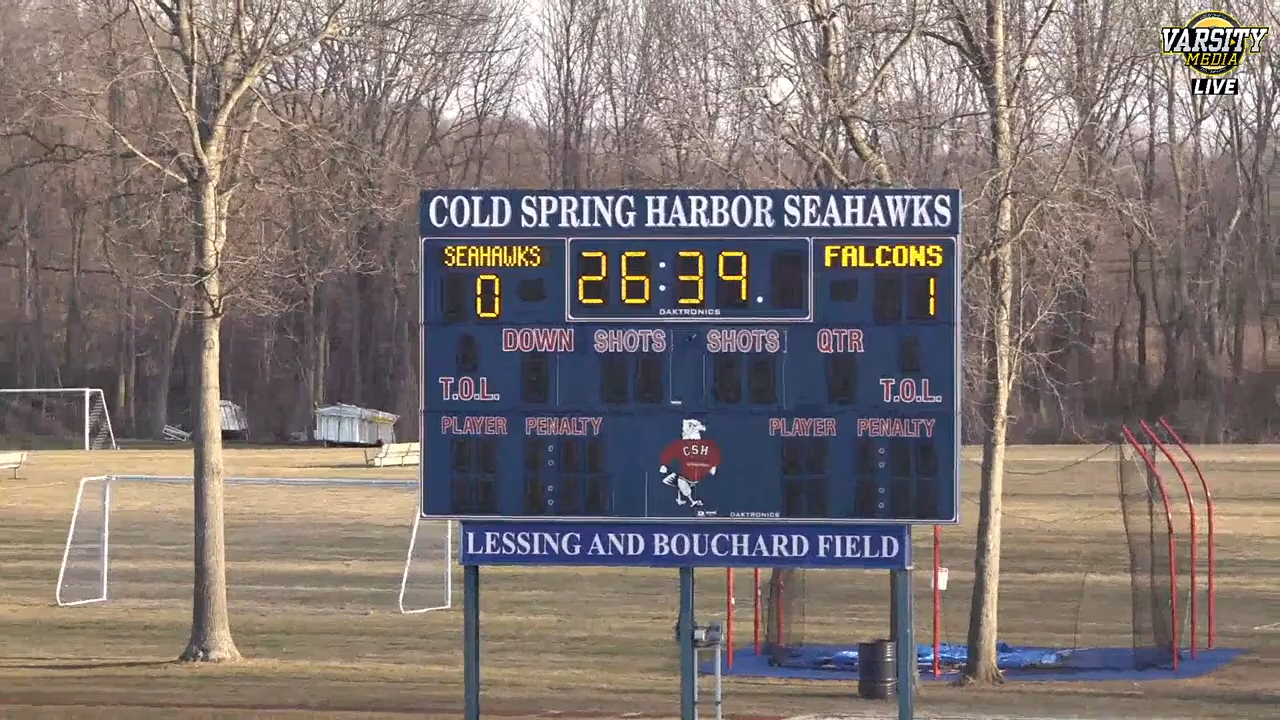 VARSITY
MEDIA
LIVE
COLD SPRING HARBOR SEAHAWKS
SEAHAWKS 26:39. FALCONS
0 1
DAKTRONICS
DOWN SHOTS SHOTS QTR
T.O.L. T.O.L.
PLAYER PENALTY PLAYER PENALTY
CSH
DAKTRONICS
LESSING AND BOUCHARD FIELD